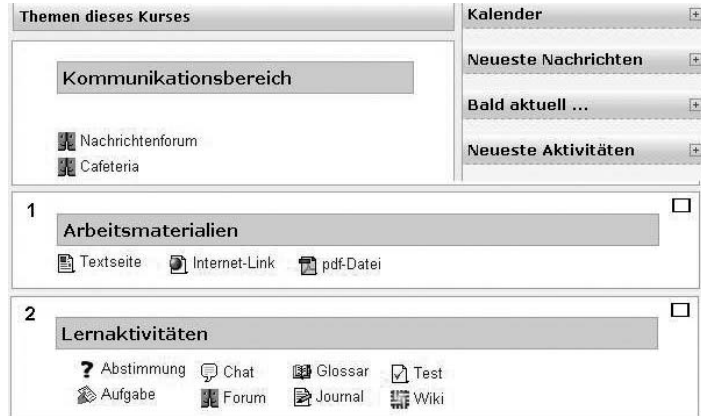 Themen dieses Kurses
Kommunikationsbereich
Nachrichtenforum
Cafeteria
Kalender
Neueste Nachrichten
Bald aktuell ...
Neueste Aktivitäten
1
Arbeitsmaterialien
Textseite Internet-Link pdf-Datei
2
Lernaktivitäten
Abstimmung Chat Glossar Test
Aufgabe Forum Journal Wiki